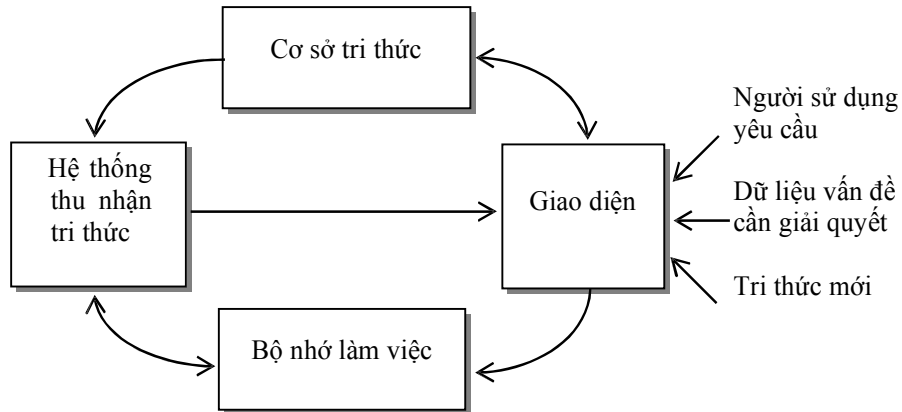 Cơ sở tri thức
Người sử dụng
yêu cầu
Hệ thống
thu nhận
tri thức
Giao diện
Dữ liệu vấn đề
cần giải quyết
Tri thức mới
Bộ nhớ làm việc